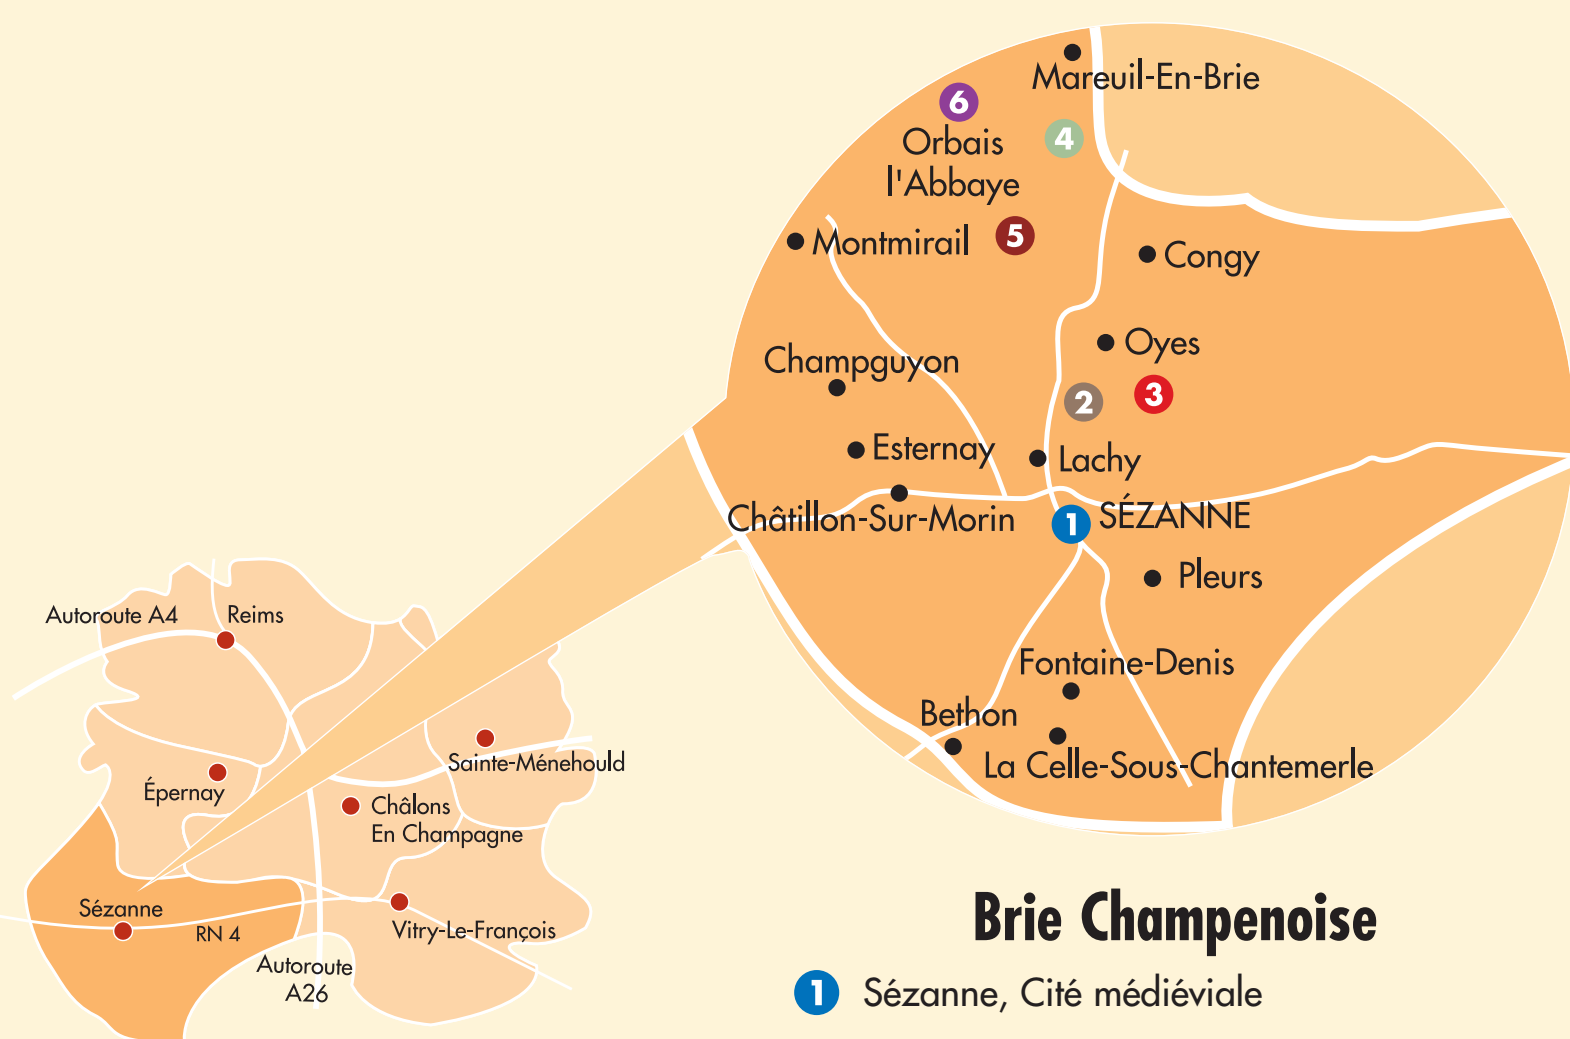 Mareuil-En-Brie
6
4
Orbais
l'Abbaye
5
Montmirail
Congy
Oyes
Champguyon
3
2
Esternay
Lachy
Châtillon-Sur-Morin
1
SÉZANNE
Pleurs
Fontaine-Denis
Bethon
La Celle-Sous-Chantemerle
Autoroute A4
Reims
Sainte-Ménehould
Épernay
Châlons
En Champagne
Sézanne
RN 4
Vitry-Le-François
Autoroute
A26
Brie Champenoise
1 Sézanne, Cité médiéviale